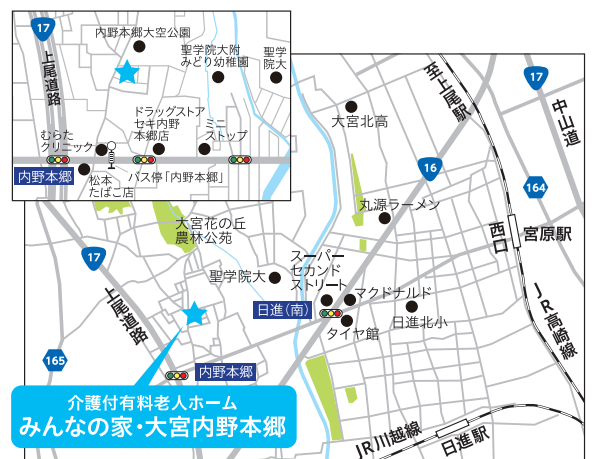 17
上尾道路
内野本郷大空公園
聖学院大附
みどり幼稚園
聖学
院大
ドラッグストア
セキ内野
本郷店
ミニ
ストップ
むらた
クリニック
内野本郷
松本
たばこ店
バス停「内野本郷」
至上尾駅
17
中山道
大宮北高
16
164
丸源ラーメン
西口
宮原駅
大宮花の丘
農林公苑
17
上尾道路
聖学院大
スーパー
セカンド
ストリート
日進(南)
マクドナルド
タイヤ館
日進北小
JR高崎線
165
内野本郷
介護付有料老人ホーム
みんなの家・大宮内野本郷
JR川越線
日進駅